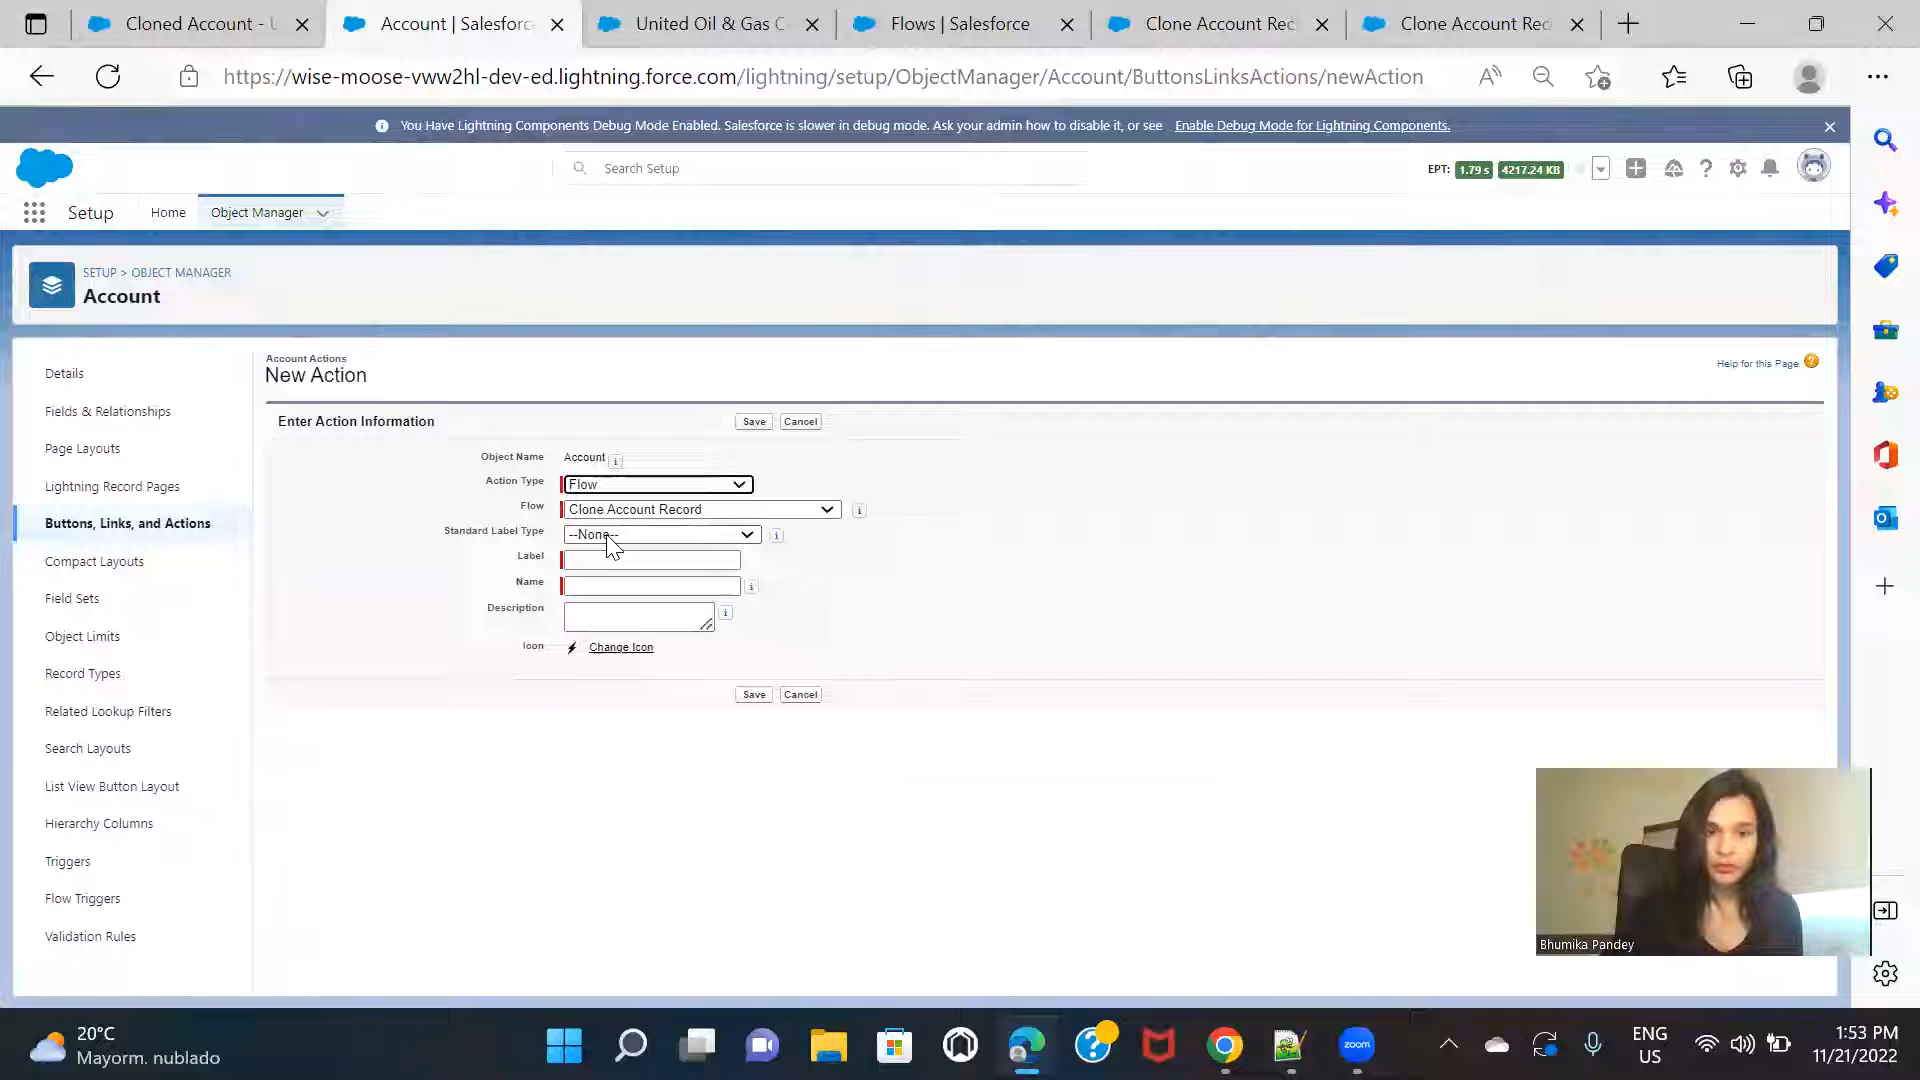 Cloned Account - U
Account | Salesforc
United Oil & Gas C
Flows | Salesforce
Clone Account Rec
Clone Account Rec
https://wise-moose-vww2hl-dev-ed.lightning.force.com/lightning/setup/ObjectManager/Account/ButtonsLinksActions/newAction
You Have Lightning Components Debug Mode Enabled. Salesforce is slower in debug mode. Ask your admin how to disable it, or see Enable Debug Mode for Lightning Components.
Search Setup
EPT: 1.79 s 4217.24 KB
Setup
Home
Object Manager
SETUP > OBJECT MANAGER
Account
Details
Fields & Relationships
Page Layouts
Lightning Record Pages
Buttons, Links, and Actions
Compact Layouts
Field Sets
Object Limits
Record Types
Related Lookup Filters
Search Layouts
List View Button Layout
Hierarchy Columns
Triggers
Flow Triggers
Validation Rules
Account Actions
New Action
Help for this Page
Enter Action Information
Save
Cancel
Object Name Account
Action Type Flow
Flow Clone Account Record
Standard Label Type --None--
Label
Name
Description
Icon Change Icon
Save
Cancel
Bhumika Pandey
20°C
Mayorm. nublado
zoom
ENG
US
1:53 PM
11/21/2022